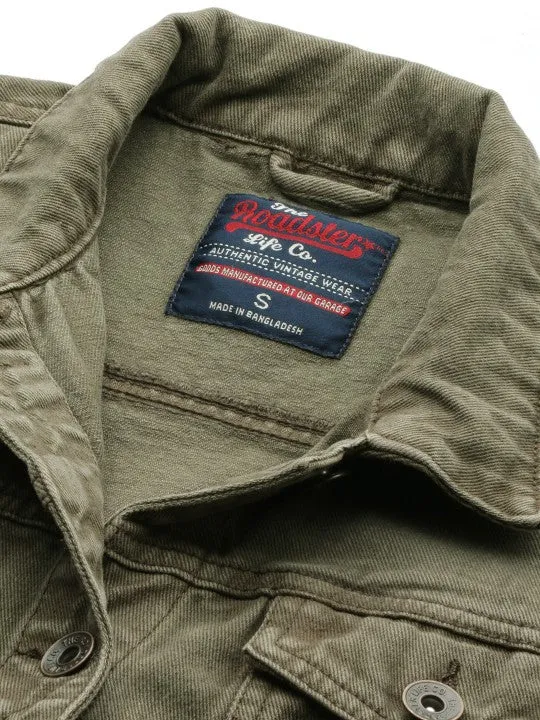 The
Roadster
Life Co.
AUTHENTIC VINTAGE WEAR
GOODS MANUFACTURED AT OUR GARAGE
S
MADE IN BANGLADESH